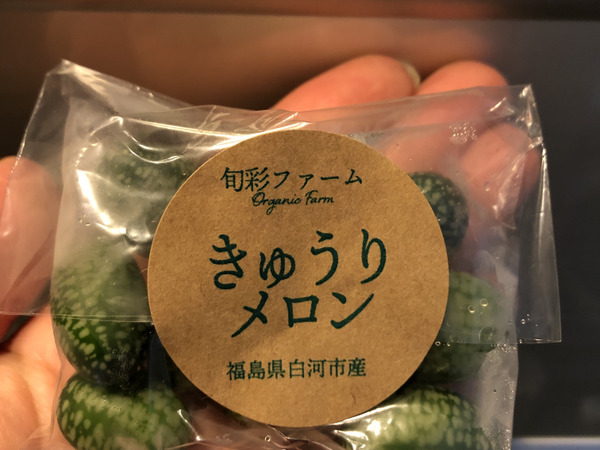 旬彩ファーム
Organic Farm
きゅうり
メロン
福島県白河市産